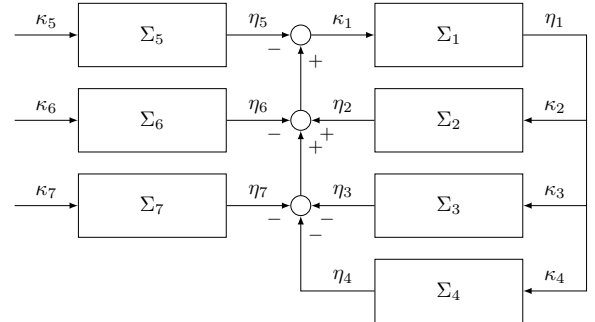 κ5 Σ5 η5 κ1 Σ1 η1
− +
κ6 Σ6 η6 η2 Σ2 κ2
− + +
κ7 Σ7 η7 η3 Σ3 κ3
− − −
η4 Σ4 κ4